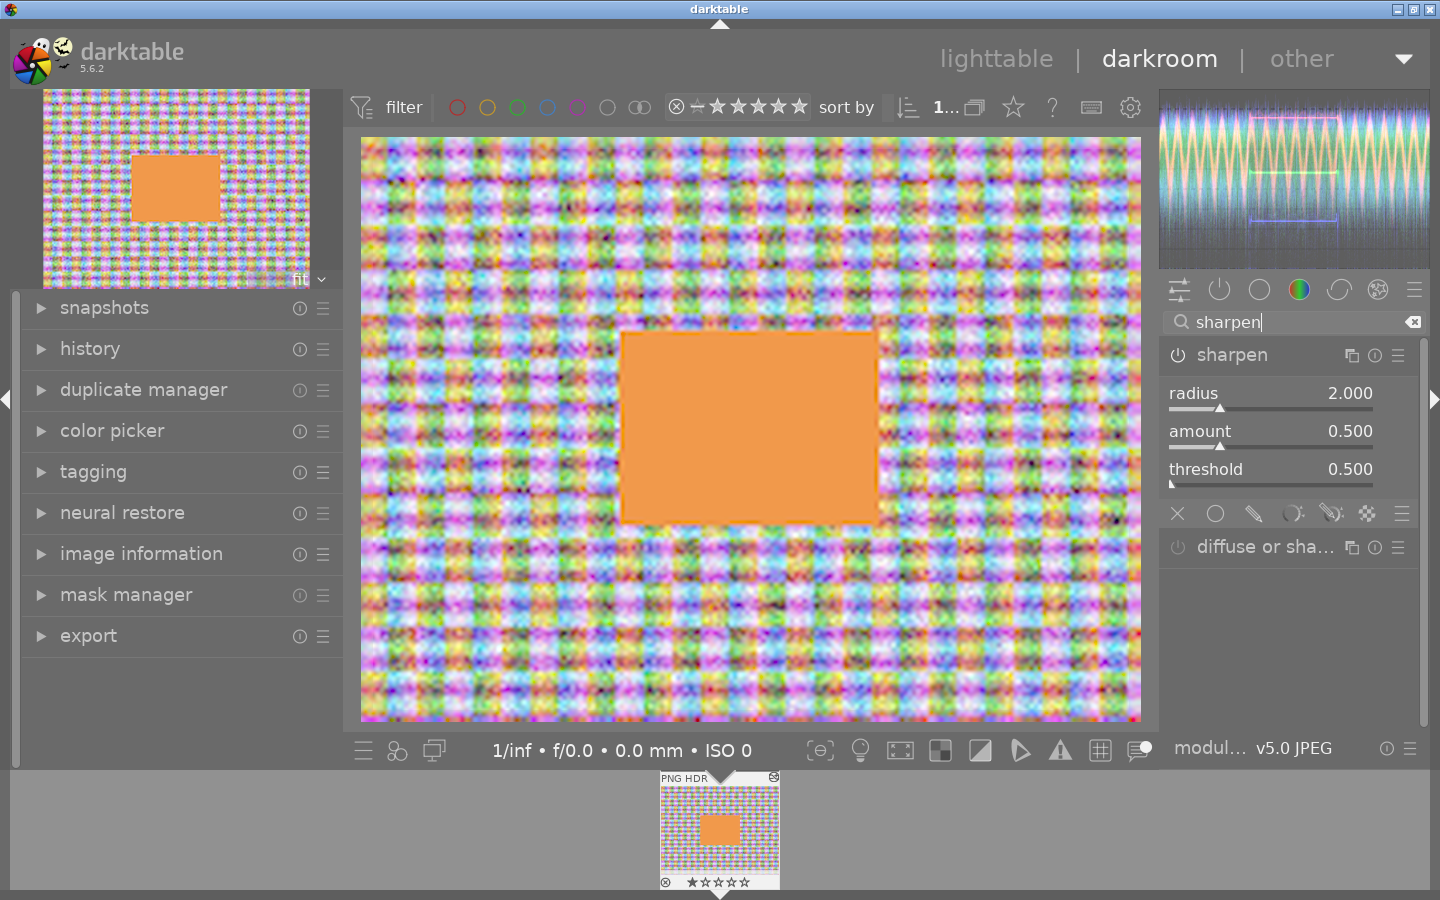 darktable
darktable
5.6.2
lighttable | darkroom | other
filter
sort by
1...
fit
snapshots
history
duplicate manager
color picker
tagging
neural restore
image information
mask manager
export
sharpen
sharpen
radius 2.000
amount 0.500
threshold 0.500
diffuse or sha...
1/inf • f/0.0 • 0.0 mm • ISO 0
modul... v5.0 JPEG
PNG HDR